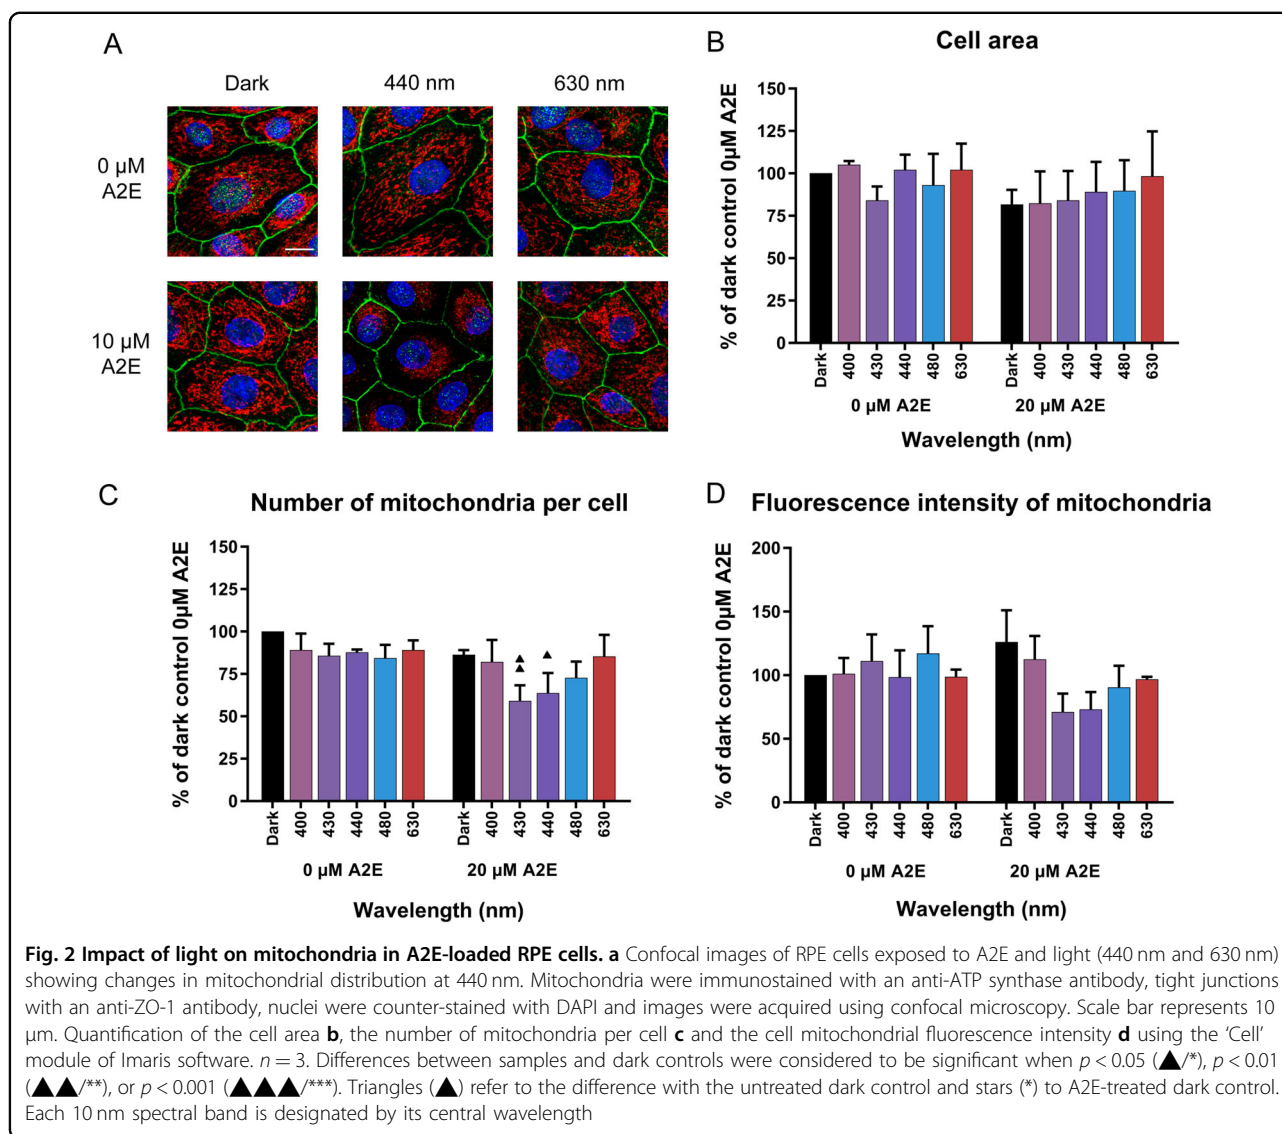 A
Dark 440 nm 630 nm
0 µM
A2E
10 µM
A2E
B
Cell area
% of dark control 0µM A2E
150
125
100
75
50
25
0
Dark 400 430 440 480 630 Dark 400 430 440 480 630
0 µM A2E 20 µM A2E
Wavelength (nm)
C
Number of mitochondria per cell
% of dark control 0µM A2E
150
125
100
75
50
25
0
▲▲ ▲
Dark 400 430 440 480 630 Dark 400 430 440 480 630
0 µM A2E 20 µM A2E
Wavelength (nm)
D
Fluorescence intensity of mitochondria
% of dark control 0µM A2E
200
150
100
50
0
Dark 400 430 440 480 630 Dark 400 430 440 480 630
0 µM A2E 20 µM A2E
Wavelength (nm)
Fig. 2 Impact of light on mitochondria in A2E-loaded RPE cells. a Confocal images of RPE cells exposed to A2E and light (440 nm and 630 nm)
showing changes in mitochondrial distribution at 440 nm. Mitochondria were immunostained with an anti-ATP synthase antibody, tight junctions
with an anti-ZO-1 antibody, nuclei were counter-stained with DAPI and images were acquired using confocal microscopy. Scale bar represents 10
µm. Quantification of the cell area b, the number of mitochondria per cell c and the cell mitochondrial fluorescence intensity d using the ‘Cell’
module of Imaris software. n = 3. Differences between samples and dark controls were considered to be significant when p < 0.05 (▲/*), p < 0.01
(▲▲/**), or p < 0.001 (▲▲▲/***). Triangles (▲) refer to the difference with the untreated dark control and stars (*) to A2E-treated dark control.
Each 10 nm spectral band is designated by its central wavelength